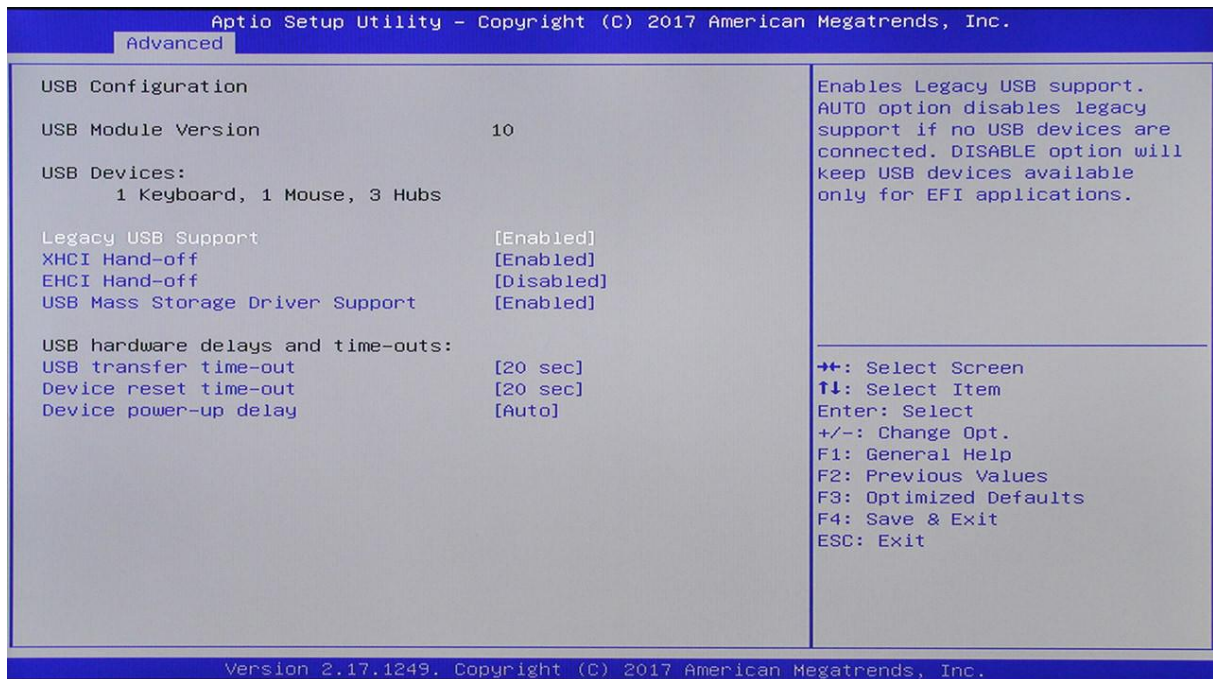 Aptio Setup Utility – Copyright (C) 2017 American Megatrends, Inc.
Advanced
USB Configuration
USB Module Version 10
USB Devices:
1 Keyboard, 1 Mouse, 3 Hubs
Legacy USB Support [Enabled]
XHCI Hand-off [Enabled]
EHCI Hand-off [Disabled]
USB Mass Storage Driver Support [Enabled]
USB hardware delays and time-outs:
USB transfer time-out [20 sec]
Device reset time-out [20 sec]
Device power-up delay [Auto]
Enables Legacy USB support.
AUTO option disables legacy
support if no USB devices are
connected. DISABLE option will
keep USB devices available
only for EFI applications.
→←: Select Screen
↑↓: Select Item
Enter: Select
+/-: Change Opt.
F1: General Help
F2: Previous Values
F3: Optimized Defaults
F4: Save & Exit
ESC: Exit
Version 2.17.1249. Copyright (C) 2017 American Megatrends, Inc.